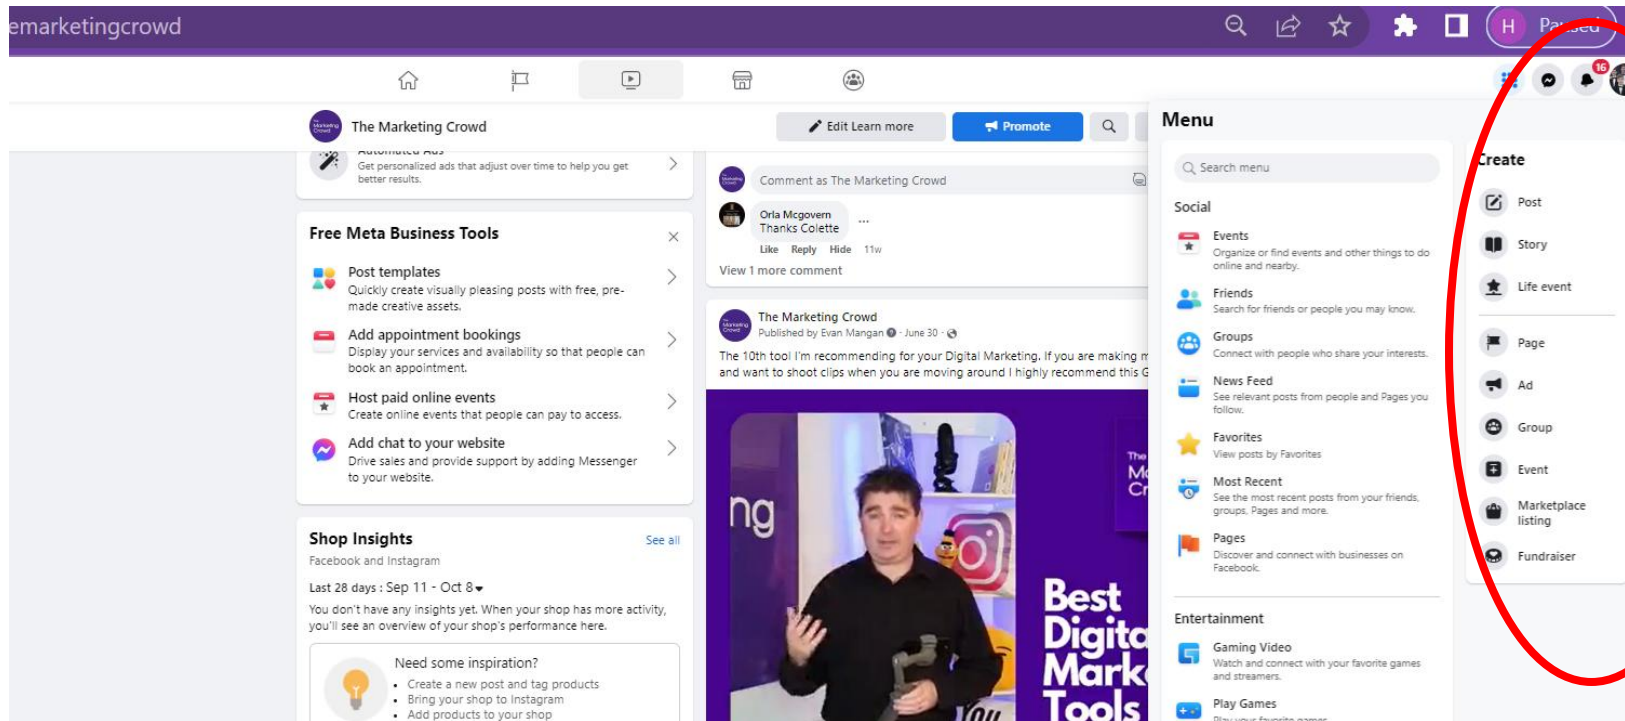 emarketingcrowd
H
Paused
16
The Marketing Crowd
Edit Learn more
Promote
Automated Ads
Get personalized ads that adjust over time to help you get
better results.
Free Meta Business Tools
Post templates
Quickly create visually pleasing posts with free, pre-
made creative assets.
Add appointment bookings
Display your services and availability so that people can
book an appointment.
Host paid online events
Create online events that people can pay to access.
Add chat to your website
Drive sales and provide support by adding Messenger
to your website.
Shop Insights
See all
Facebook and Instagram
Last 28 days : Sep 11 - Oct 8
You don't have any insights yet. When your shop has more activity,
you'll see an overview of your shop's performance here.
Need some inspiration?
• Create a new post and tag products
• Bring your shop to Instagram
• Add products to your shop
Comment as The Marketing Crowd
Orla Mcgovern
Thanks Colette
...
Like Reply Hide 11w
View 1 more comment
The Marketing Crowd
Published by Evan Mangan · June 30 ·
The 10th tool I'm recommending for your Digital Marketing. If you are making m
and want to shoot clips when you are moving around I highly recommend this G
ng
The
Ma
Cr
Best
Digita
Mark
Tools
You
Menu
Search menu
Social
Events
Organize or find events and other things to do
online and nearby.
Friends
Search for friends or people you may know.
Groups
Connect with people who share your interests.
News Feed
See relevant posts from people and Pages you
follow.
Favorites
View posts by Favorites
Most Recent
See the most recent posts from your friends,
groups, Pages and more.
Pages
Discover and connect with businesses on
Facebook.
Entertainment
Gaming Video
Watch and connect with your favorite games
and streamers.
Play Games
Play your favorite games.
Create
Post
Story
Life event
Page
Ad
Group
Event
Marketplace
listing
Fundraiser